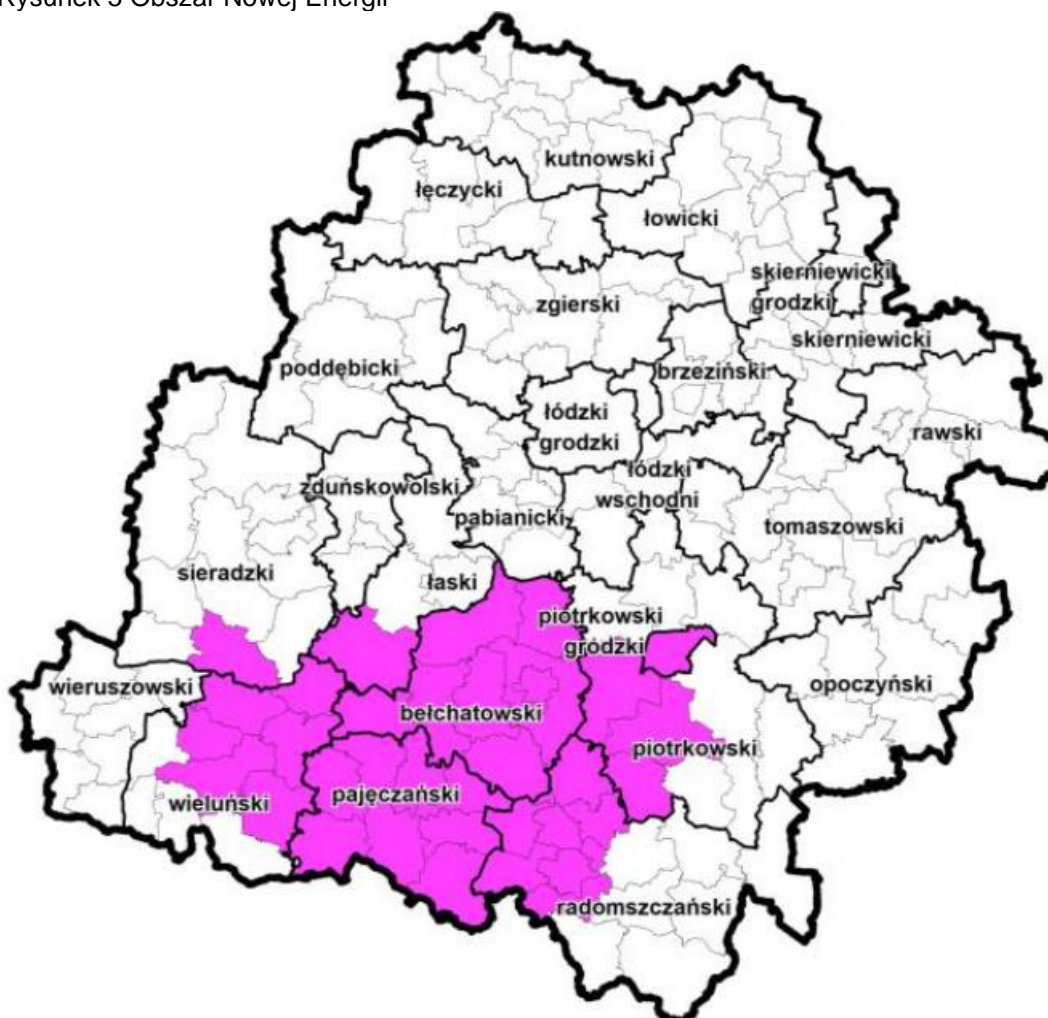 Rysunek 5 Obszar Nowej Energii
kutnowski
łęczycki
łowicki
skierniewicki
grodzki
zgierski
skierniewicki
poddębicki
brzeziński
łódzki
grodzki
rawski
łódzki
wschodni
zduńskowolski
pabianicki
tomaszowski
sieradzki
łaski
piotrkowski
grodzki
wieruszowski
opoczyński
bełchatowski
piotrkowski
wieluński
pajęczański
radomszczański